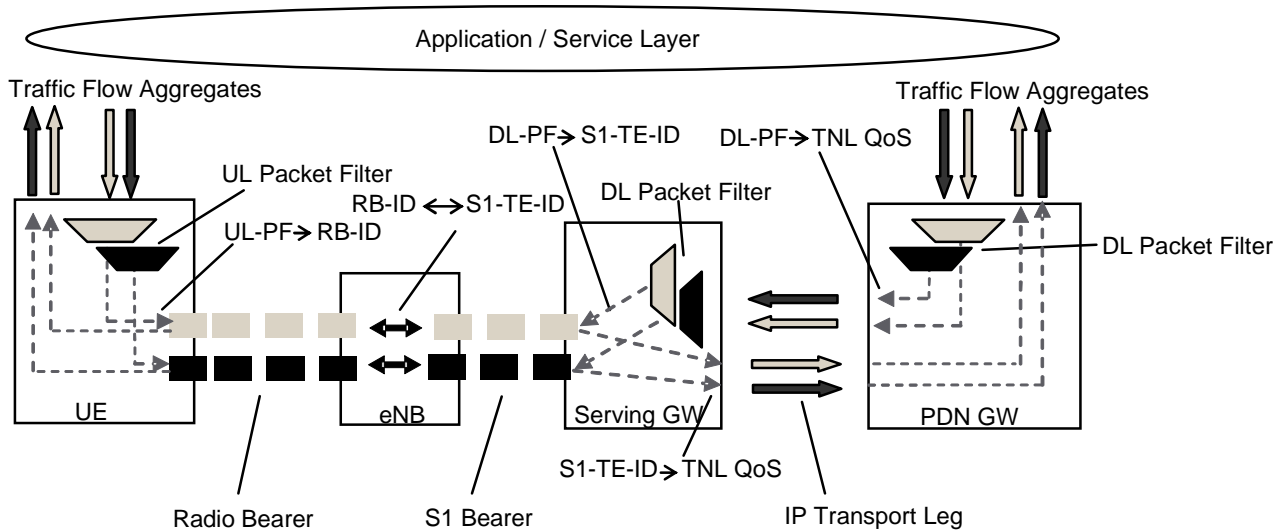 Application / Service Layer
Traffic Flow Aggregates
Traffic Flow Aggregates
DL-PF→S1-TE-ID
DL-PF→TNL QoS
UL Packet Filter
DL Packet Filter
RB-ID ↔ S1-TE-ID
UL-PF→RB-ID
DL Packet Filter
UE
eNB
Serving GW
PDN GW
S1-TE-ID→TNL QoS
Radio Bearer
S1 Bearer
IP Transport Leg